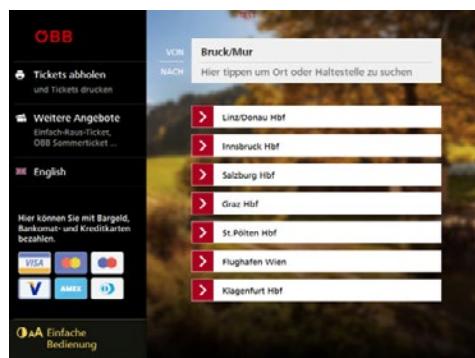 TEST
ÖBB
VON Bruck/Mur
NACH Hier tippen um Ort oder Haltestelle zu suchen
Tickets abholen
und Tickets drucken
Weitere Angebote
Einfach-Raus-Ticket,
ÖBB Sommerticket ...
English
Hier können Sie mit Bargeld,
Bankomat- und Kreditkarten
bezahlen.
VISA
V
AMEX
Einfache
Bedienung
AA
Linz/Donau Hbf
Innsbruck Hbf
Salzburg Hbf
Graz Hbf
St.Pölten Hbf
Flughafen Wien
Klagenfurt Hbf